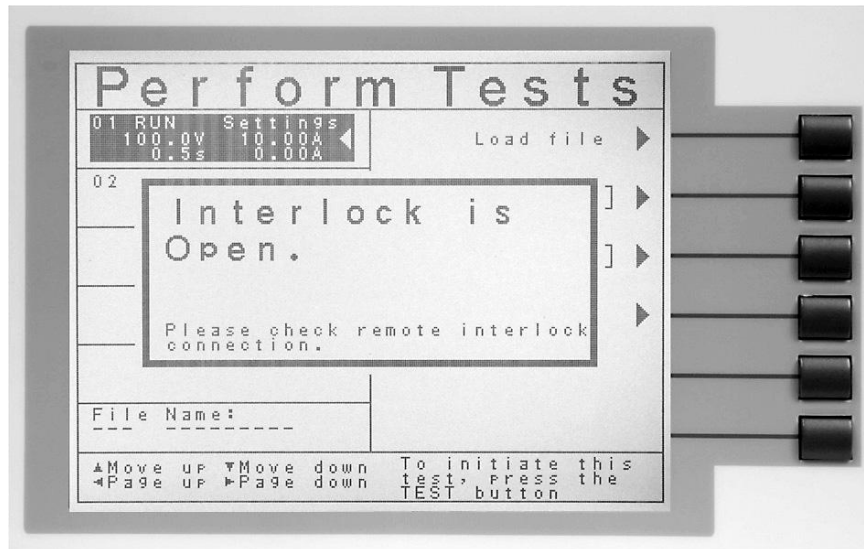 Perform Tests
01 RUN Settings
100.0V 10.00A
0.5s 0.00A
Load file
02
]
]
Interlock is
Open.
Please check remote interlock
connection.
File Name:
Move up Move down
Page up Page down
To initiate this
test, press the
TEST button